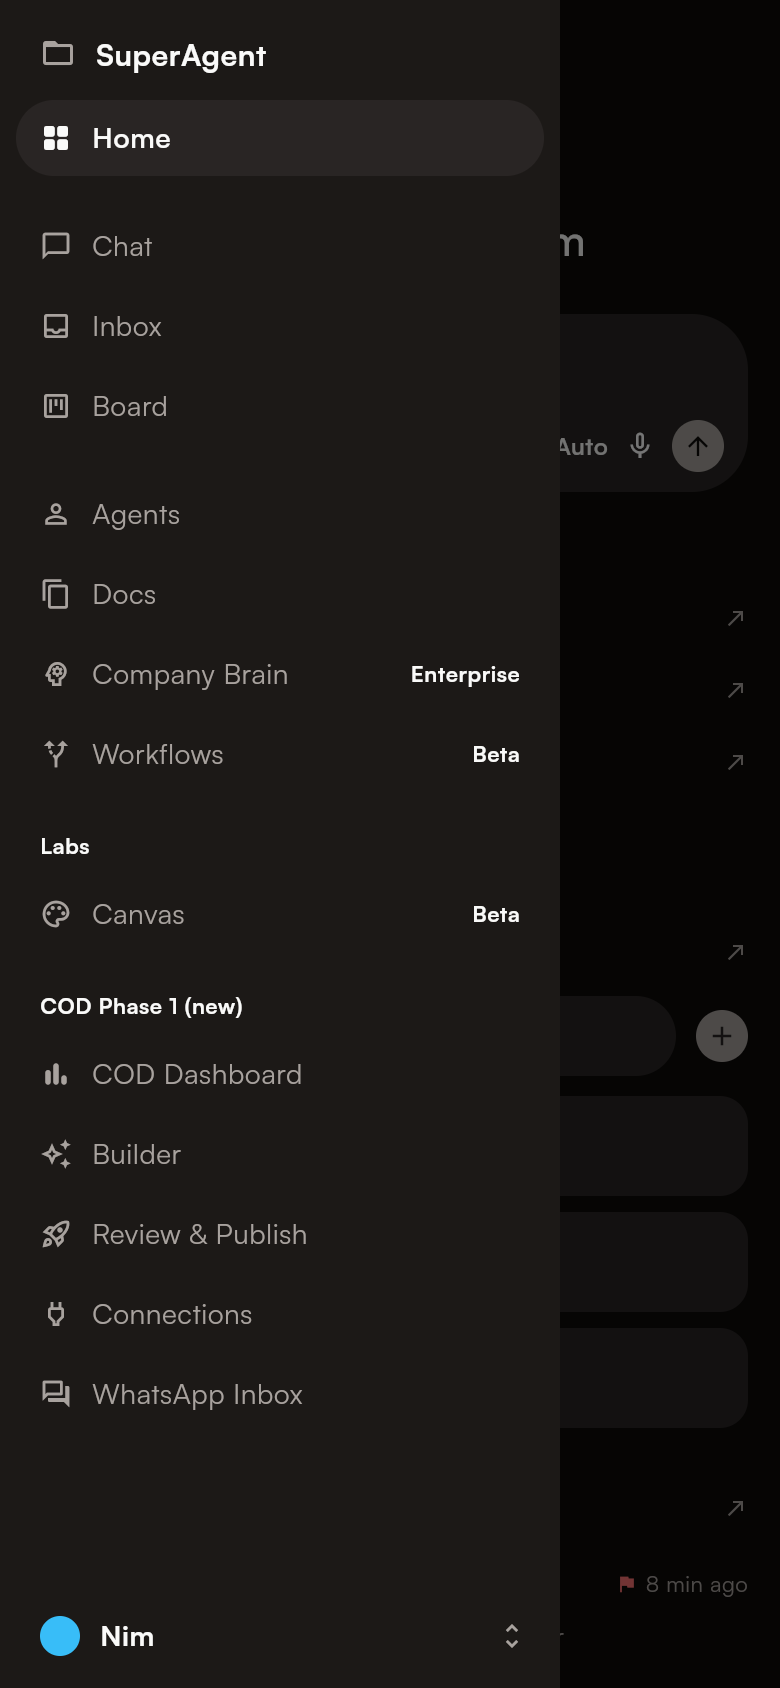 SuperAgent
Home
Chat
Inbox
Board
Auto
Agents
Docs
Company Brain Enterprise
Workflows Beta
Labs
Canvas Beta
COD Phase 1 (new)
COD Dashboard
Builder
Review & Publish
Connections
WhatsApp Inbox
8 min ago
Nim